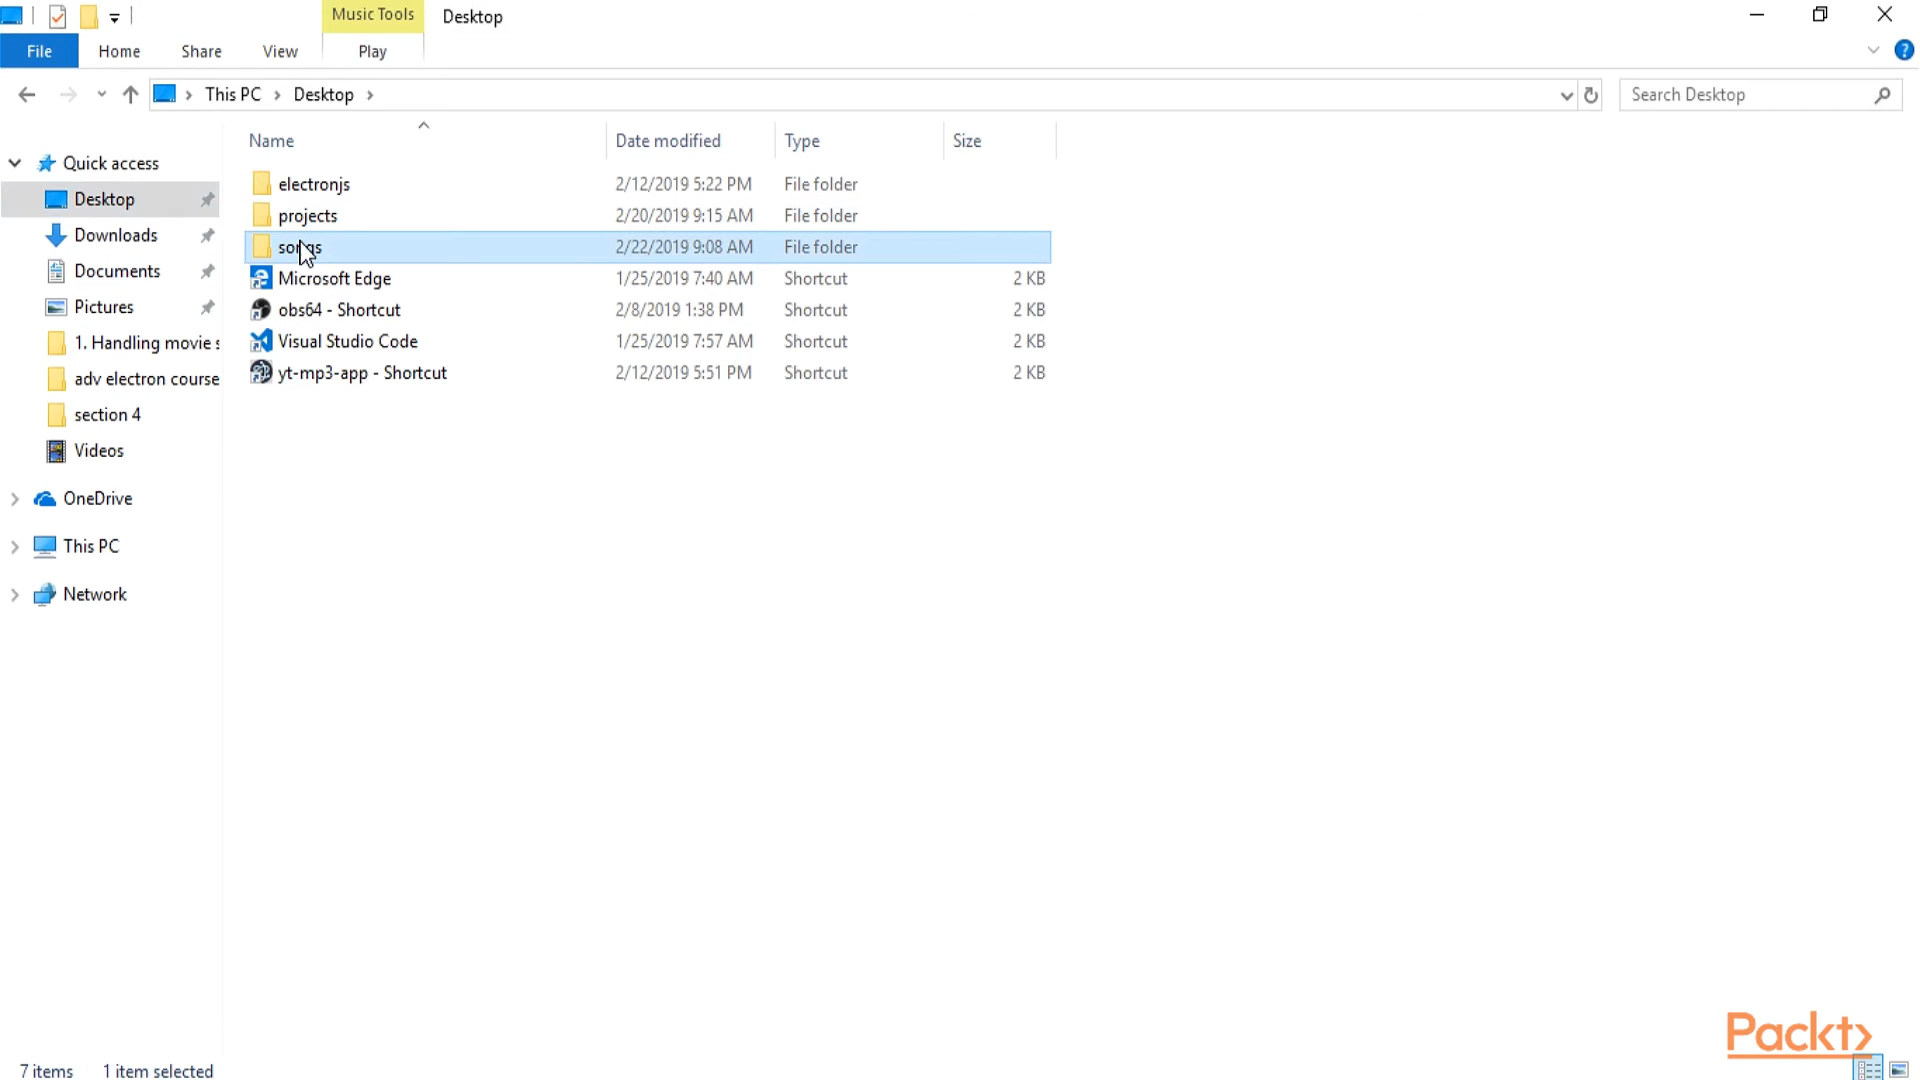 Music Tools
Desktop
File
Home
Share
View
Play
This PC
Desktop
Search Desktop
Name
Date modified
Type
Size
Quick access
Desktop
Downloads
Documents
Pictures
1. Handling movie s
adv electron course
section 4
Videos
OneDrive
This PC
Network
electronjs 2/12/2019 5:22 PM File folder
projects 2/20/2019 9:15 AM File folder
songs 2/22/2019 9:08 AM File folder
Microsoft Edge 1/25/2019 7:40 AM Shortcut 2 KB
obs64 - Shortcut 2/8/2019 1:38 PM Shortcut 2 KB
Visual Studio Code 1/25/2019 7:57 AM Shortcut 2 KB
yt-mp3-app - Shortcut 2/12/2019 5:51 PM Shortcut 2 KB
Packt>
7 items 1 item selected